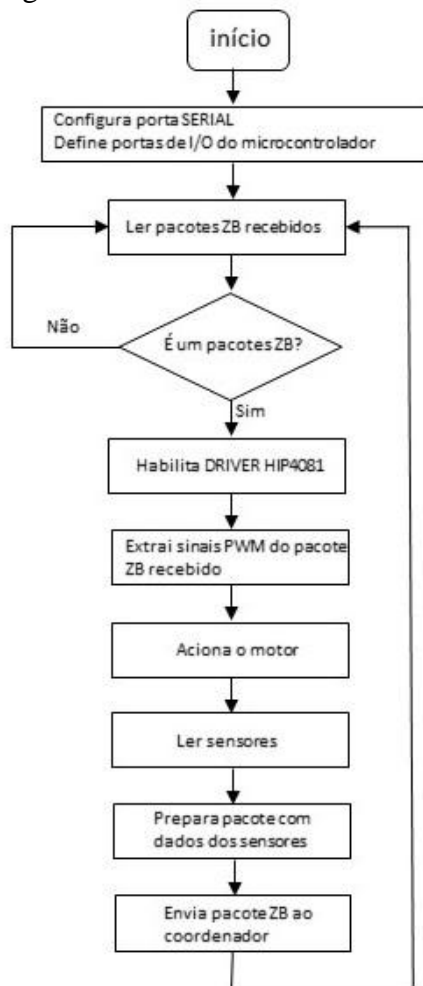 início
Configura porta SERIAL
Define portas de I/O do microcontrolador
Ler pacotes ZB recebidos
Não
É um pacotes ZB?
Sim
Habilita DRIVER HIP4081
Extrai sinais PWM do pacote
ZB recebido
Aciona o motor
Ler sensores
Prepara pacote com
dados dos sensores
Envia pacote ZB ao
coordenador